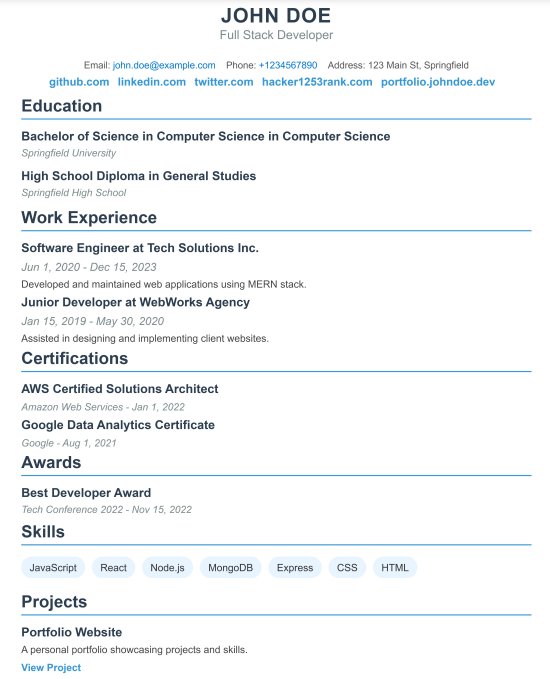 JOHN DOE
Full Stack Developer
Email: john.doe@example.com Phone: +1234567890 Address: 123 Main St, Springfield
github.com linkedin.com twitter.com hacker1253rank.com portfolio.johndoe.dev
Education
Bachelor of Science in Computer Science in Computer Science
Springfield University
High School Diploma in General Studies
Springfield High School
Work Experience
Software Engineer at Tech Solutions Inc.
Jun 1, 2020 - Dec 15, 2023
Developed and maintained web applications using MERN stack.
Junior Developer at WebWorks Agency
Jan 15, 2019 - May 30, 2020
Assisted in designing and implementing client websites.
Certifications
AWS Certified Solutions Architect
Amazon Web Services - Jan 1, 2022
Google Data Analytics Certificate
Google - Aug 1, 2021
Awards
Best Developer Award
Tech Conference 2022 - Nov 15, 2022
Skills
JavaScript React Node.js MongoDB Express CSS HTML
Projects
Portfolio Website
A personal portfolio showcasing projects and skills.
View Project